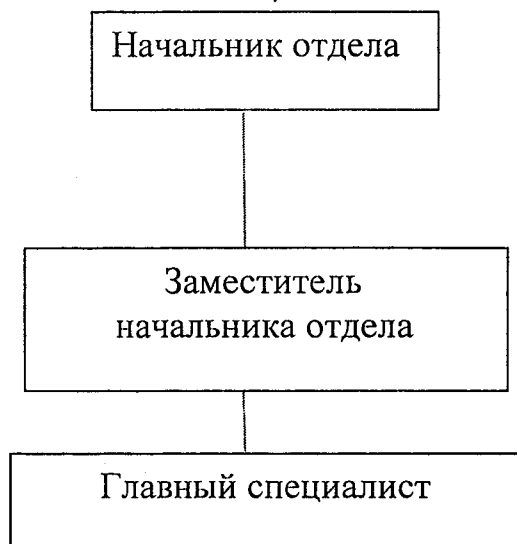 Начальник отдела
Заместитель
начальника отдела
Главный специалист